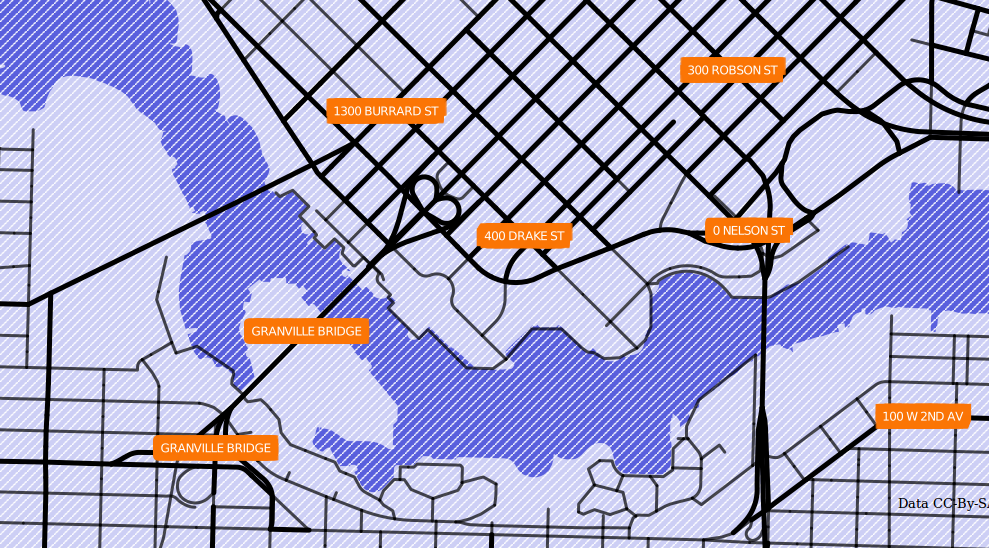 300 ROBSON ST
1300 BURRARD ST
0 NELSON ST
400 DRAKE ST
GRANVILLE BRIDGE
100 W 2ND AV
GRANVILLE BRIDGE
Data CC-By-SA